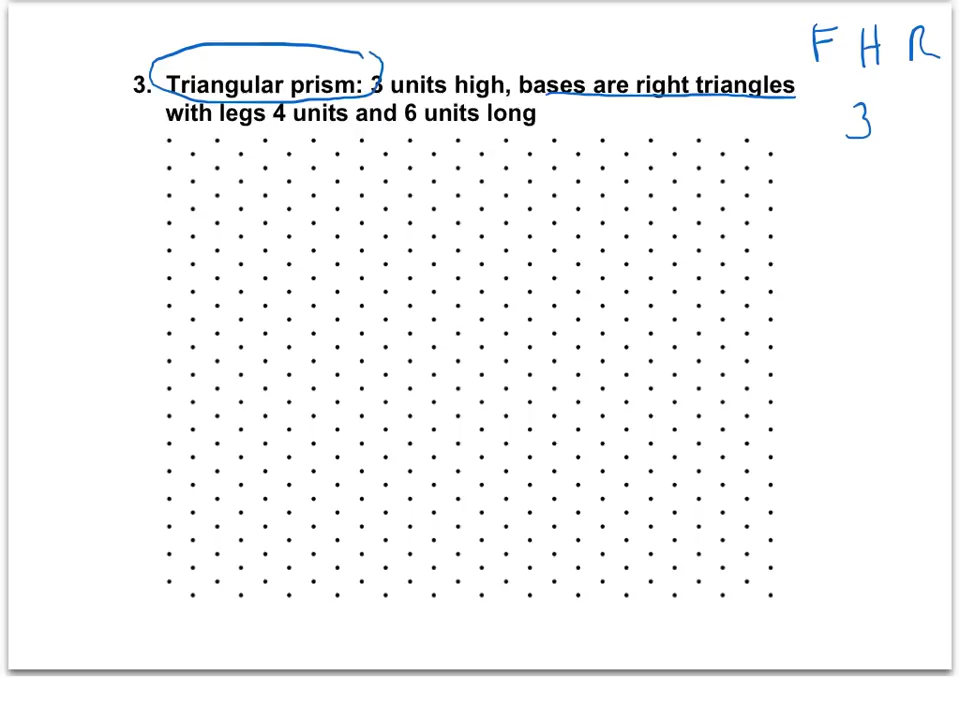 F H R
3. Triangular prism: 3 units high, bases are right triangles
with legs 4 units and 6 units long
3